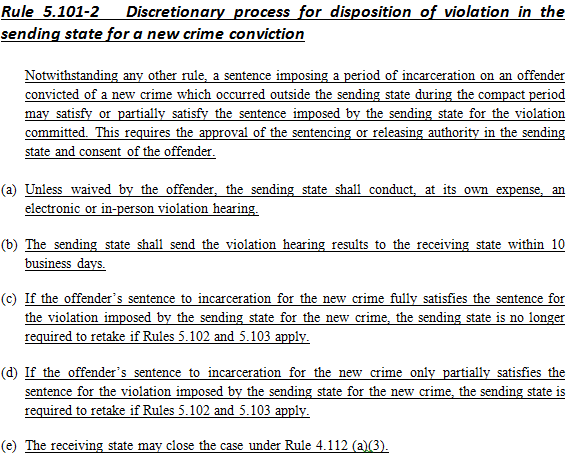 Rule 5.101-2 Discretionary process for disposition of violation in the
sending state for a new crime conviction
Notwithstanding any other rule, a sentence imposing a period of incarceration on an offender
convicted of a new crime which occurred outside the sending state during the compact period
may satisfy or partially satisfy the sentence imposed by the sending state for the violation
committed. This requires the approval of the sentencing or releasing authority in the sending
state and consent of the offender.
(a) Unless waived by the offender, the sending state shall conduct, at its own expense, an
electronic or in-person violation hearing.
(b) The sending state shall send the violation hearing results to the receiving state within 10
business days.
(c) If the offender’s sentence to incarceration for the new crime fully satisfies the sentence for
the violation imposed by the sending state for the new crime, the sending state is no longer
required to retake if Rules 5.102 and 5.103 apply.
(d) If the offender’s sentence to incarceration for the new crime only partially satisfies the
sentence for the violation imposed by the sending state for the new crime, the sending state is
required to retake if Rules 5.102 and 5.103 apply.
(e) The receiving state may close the case under Rule 4.112 (a)(3).